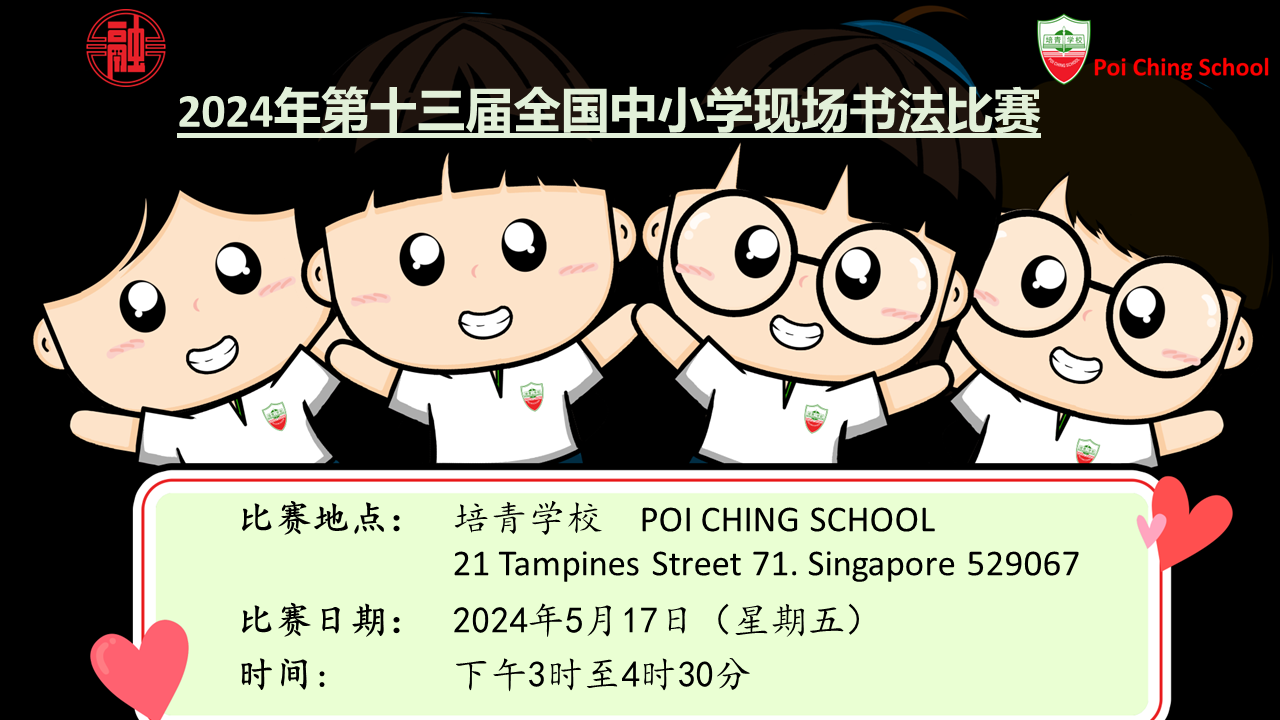 融
培青学校
POI CHING SCHOOL
Poi Ching School
2024年第十三届全国中小学现场书法比赛
比赛地点： 培青学校 POI CHING SCHOOL
21 Tampines Street 71. Singapore 529067
比赛日期： 2024年5月17日（星期五）
时间： 下午3时至4时30分